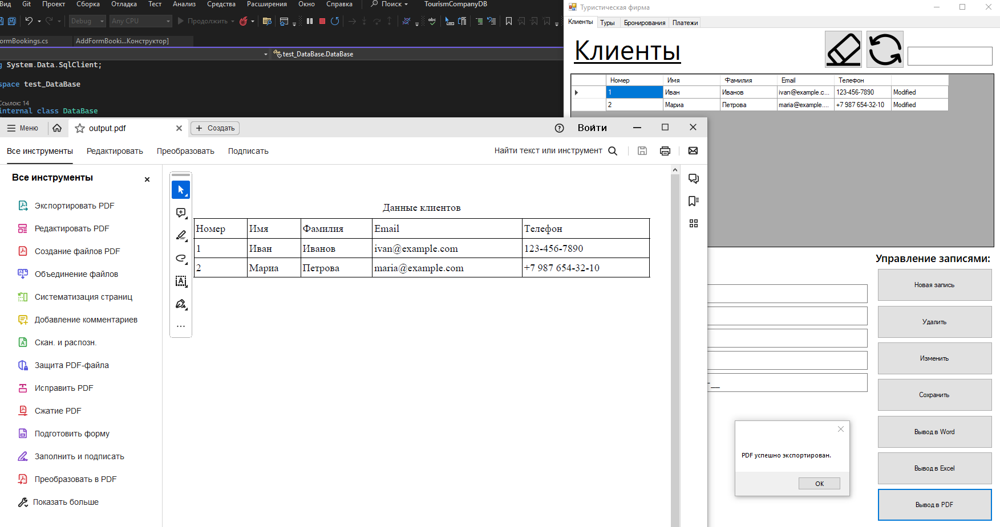 Вид Git Проект Сборка Отладка Тест Анализ Средства Расширения Окно Справка Поиск TourismCompanyDB
Debug Any CPU Продолжить
ormBookings.cs AddFormBooki...Конструктор]
test_DataBase.DataBase
g System.Data.SqlClient;
space test_DataBase
Ссылок: 14
internal class DataBase
Туристическая фирма
Клиенты Туры Бронирования Платежи
Клиенты
Номер Имя Фамилия Email Телефон
1 Иван Иванов ivan@example.c... 123-456-7890 Modified
2 Мариа Петрова maria@example.... +7 987 654-32-10 Modified
Меню output.pdf Создать Войти
Все инструменты Редактировать Преобразовать Подписать Найти текст или инструмент
Все инструменты
Экспортировать PDF
Редактировать PDF
Создание файлов PDF
Объединение файлов
Систематизация страниц
Добавление комментариев
Скан. и распозн.
Защита PDF-файла
Исправить PDF
Сжатие PDF
Подготовить форму
Заполнить и подписать
Преобразовать в PDF
Показать больше
Данные клиентов
Номер Имя Фамилия Email Телефон
1 Иван Иванов ivan@example.com 123-456-7890
2 Мариа Петрова maria@example.com +7 987 654-32-10
Управление записями:
Новая запись
Удалить
Изменить
Сохранить
Вывод в Word
Вывод в Excel
Вывод в PDF
PDF успешно экспортирован.
OK